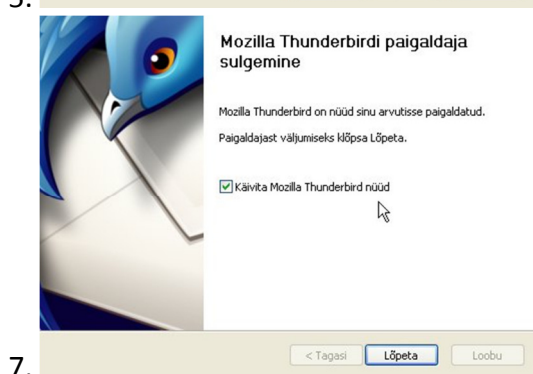 5.
Mozilla Thunderbirdi paigaldaja
sulgemine
Mozilla Thunderbird on nüüd sinu arvutisse paigaldatud.
Paigaldajast väljumiseks klõpsa Lõpeta.
Käivita Mozilla Thunderbird nüüd
< Tagasi Lõpeta Loobu
7.